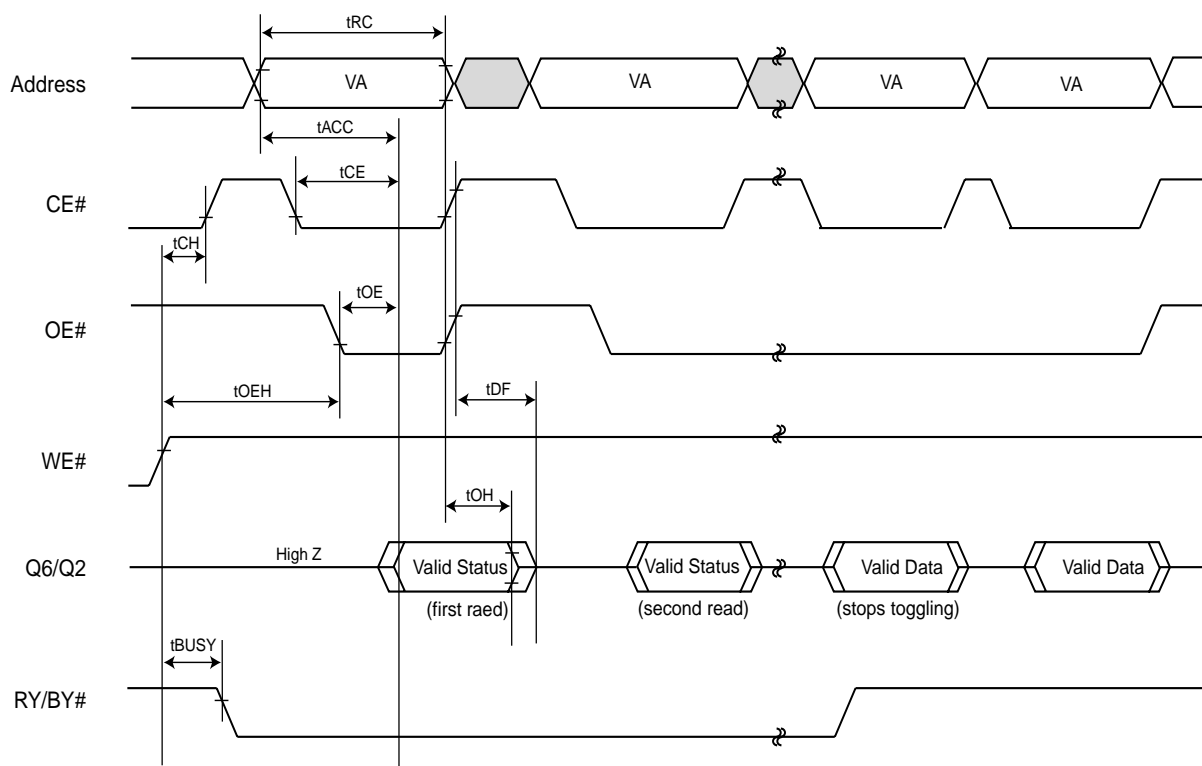 tRC
Address
VA
VA
VA
VA
tACC
tCE
CE#
tCH
tOE
OE#
tOEH
tDF
WE#
tOH
High Z
Q6/Q2
Valid Status
Valid Status
Valid Data
Valid Data
(first raed)
(second read)
(stops toggling)
tBUSY
RY/BY#